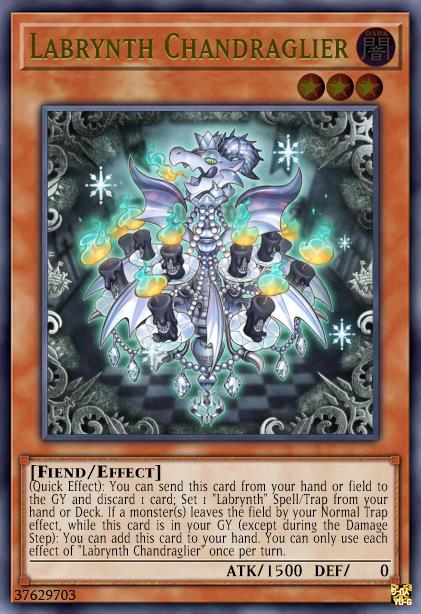 LABRYNTH CHANDRAGLIER
DARK
闇
[FIEND/EFFECT]
(Quick Effect): You can send this card from your hand or field to
the GY and discard 1 card; Set 1 "Labrynth" Spell/Trap from your
hand or Deck. If a monster(s) leaves the field by your Normal Trap
effect, while this card is in your GY (except during the Damage
Step): You can add this card to your hand. You can only use each
effect of "Labrynth Chandraglier" once per turn.
ATK/1500 DEF/ 0
37629703